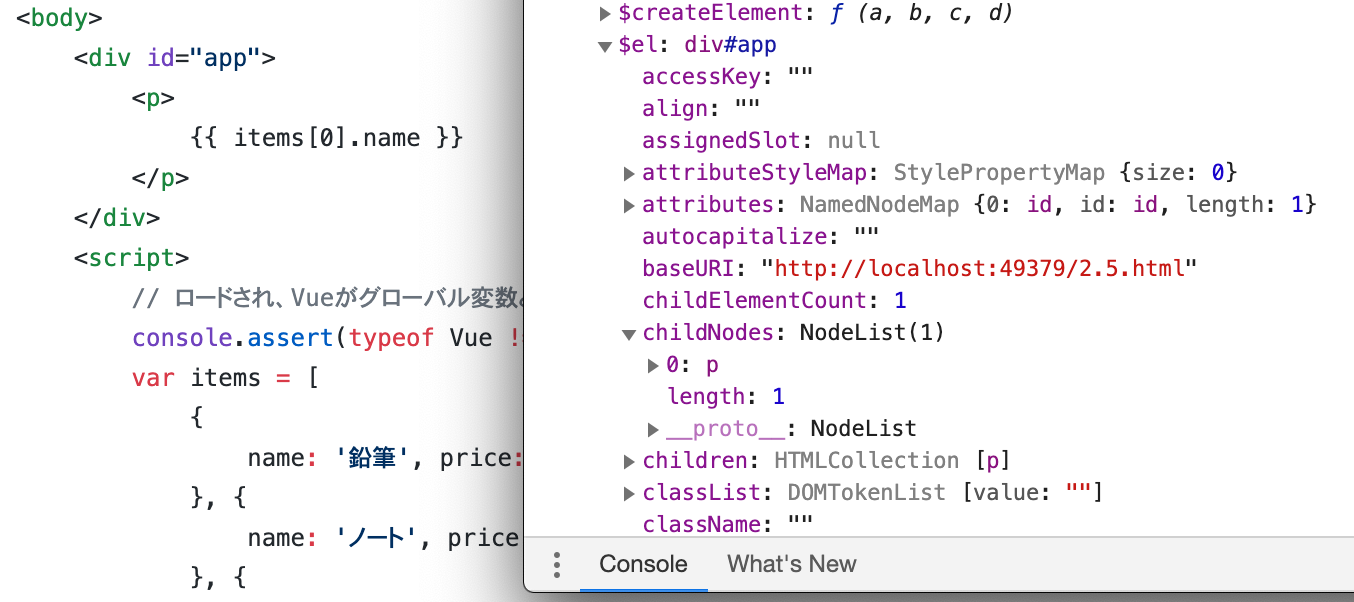 <body>
<div id="app">
<p>
{{ items[0].name }}
</p>
</div>
<script>
// ロードされ、Vueがグローバル変数
console.assert(typeof Vue !
var items = [
{
name: '鉛筆', price:
}, {
name: 'ノート', price
}, {
$createElement: ƒ (a, b, c, d)
$el: div#app
accessKey: ""
align: ""
assignedSlot: null
attributeStyleMap: StylePropertyMap {size: 0}
attributes: NamedNodeMap {0: id, id: id, length: 1}
autocapitalize: ""
baseURI: "http://localhost:49379/2.5.html"
childElementCount: 1
childNodes: NodeList(1)
0: p
length: 1
__proto__: NodeList
children: HTMLCollection [p]
classList: DOMTokenList [value: ""]
className: ""
Console What's New